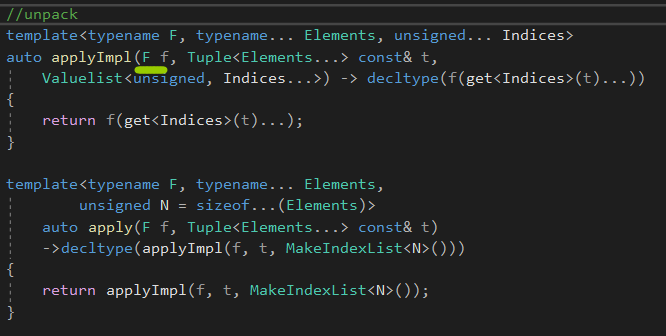 //unpack
template<typename F, typename... Elements, unsigned... Indices>
auto applyImpl(F f, Tuple<Elements...> const& t,
    Valuelist<unsigned, Indices...>) -> decltype(f(get<Indices>(t)...))
{
    return f(get<Indices>(t)...);
}
template<typename F, typename... Elements,
        unsigned N = sizeof...(Elements)>
    auto apply(F f, Tuple<Elements...> const& t)
    ->decltype(applyImpl(f, t, MakeIndexList<N>()))
{
    return applyImpl(f, t, MakeIndexList<N>());
}